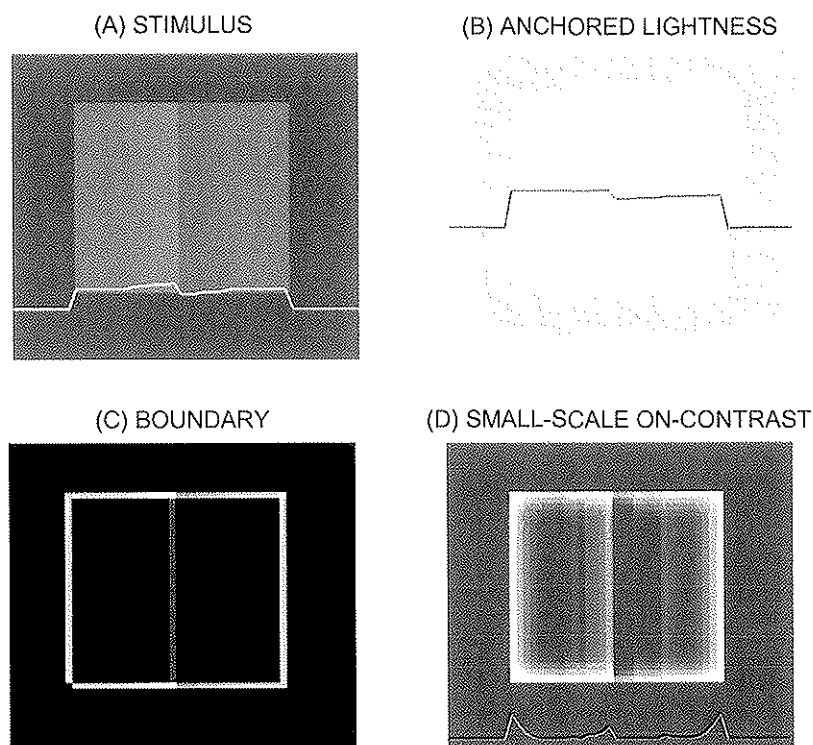 (A) STIMULUS
(B) ANCHORED LIGHTNESS
(C) BOUNDARY
(D) SMALL-SCALE ON-CONTRAST